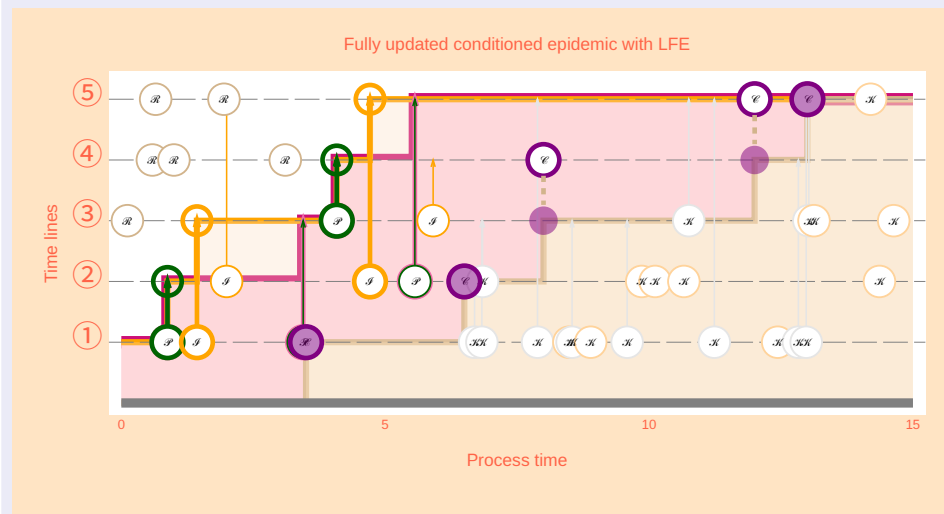 Fully updated conditioned epidemic with LFE
⑤ R R C C K
④ R R R C
③ R P I K K K
② I I P C K K K K K
① P I K K K K K K K K K K
Time lines
0 5 10 15
Process time